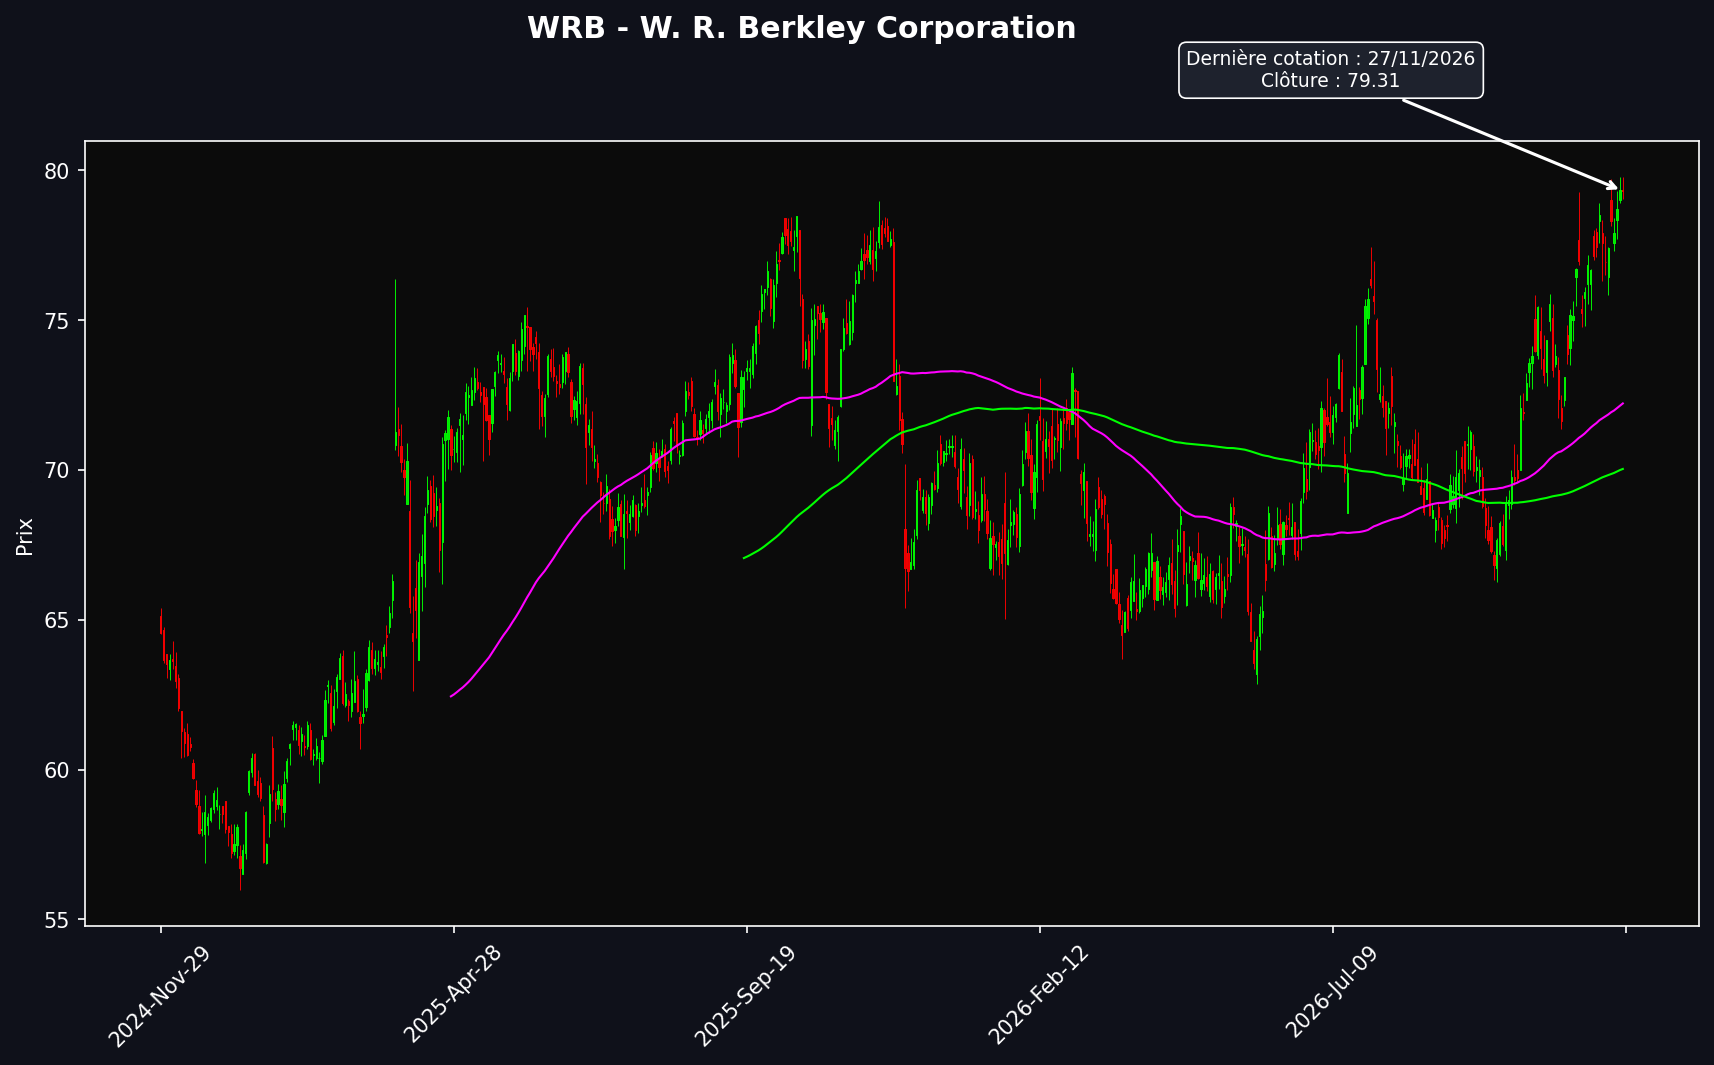 WRB - W. R. Berkley Corporation
Dernière cotation : 27/11/2026
Clôture : 79.31
80
75
70
65
60
55
Prix
2024-Nov-29
2025-Apr-28
2025-Sep-19
2026-Feb-12
2026-Jul-09